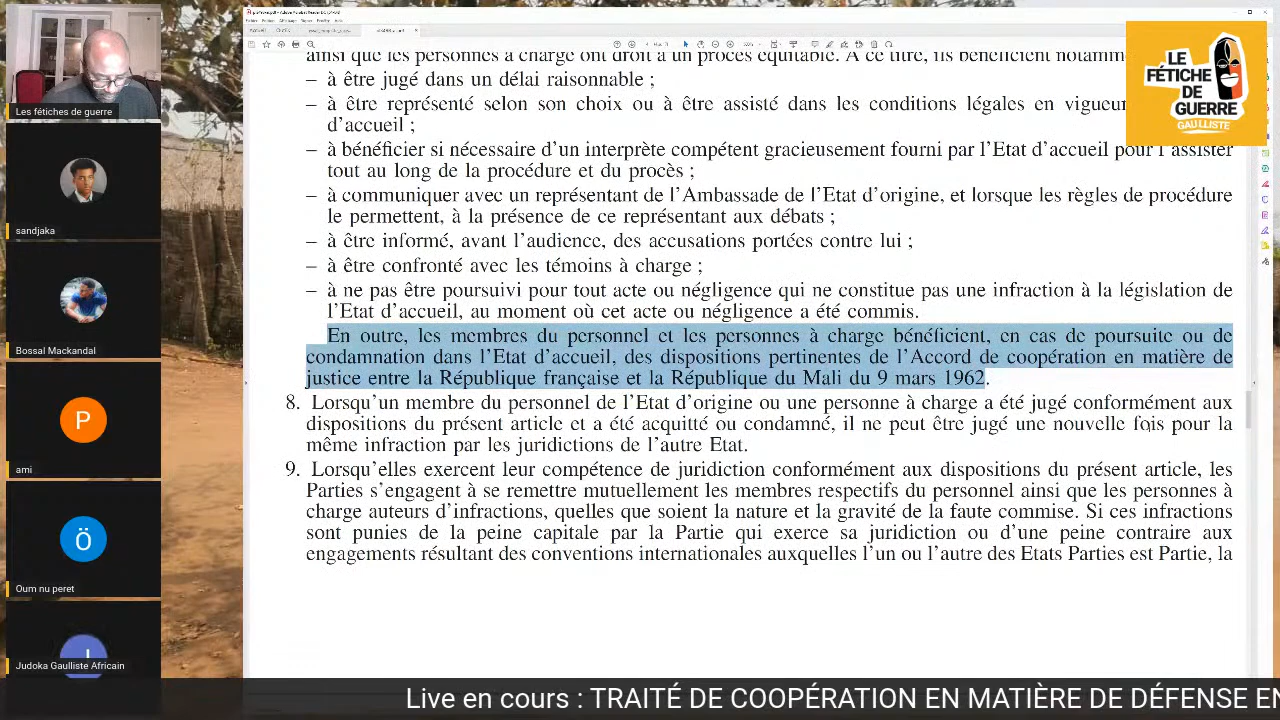 Accueil
ainsi que les personnes à charge ont droit à un procès équitable. A ce titre, ils bénéficient
– à être jugé dans un délai raisonnable ;
– à être représenté selon son choix ou à être assisté dans les conditions légales en vigueur
d'accueil ;
– à bénéficier si nécessaire d'un interprète compétent gracieusement fourni par l'Etat d'accueil pour l'assister
tout au long de la procédure et du procès ;
– à communiquer avec un représentant de l'Ambassade de l'Etat d'origine, et lorsque les règles de procédure
le permettent, à la présence de ce représentant aux débats ;
– à être informé, avant l'audience, des accusations portées contre lui ;
– à être confronté avec les témoins à charge ;
– à ne pas être poursuivi pour tout acte ou négligence qui ne constitue pas une infraction à la législation de
l'Etat d'accueil, au moment où cet acte ou négligence a été commis.
En outre, les membres du personnel et les personnes à charge bénéficient, en cas de poursuite ou de
condamnation dans l'Etat d'accueil, des dispositions pertinentes de l'Accord de coopération en matière de
justice entre la République française et la République du Mali du 9 mars 1962.
8. Lorsqu'un membre du personnel de l'Etat d'origine ou une personne à charge a été jugé conformément aux
dispositions du présent article et a été acquitté ou condamné, il ne peut être jugé une nouvelle fois pour la
même infraction par les juridictions de l'autre Etat.
9. Lorsqu'elles exercent leur compétence de juridiction conformément aux dispositions du présent article, les
Parties s'engagent à se remettre mutuellement les membres respectifs du personnel ainsi que les personnes à
charge auteurs d'infractions, quelles que soient la nature et la gravité de la faute commise. Si ces infractions
sont punies de la peine capitale par la Partie qui exerce sa juridiction ou d'une peine contraire aux
engagements résultant des conventions internationales auxquelles l'un ou l'autre des Etats Parties est Partie, la
LE
FÉTICHE
DE
GUERRE
GAULLISTE
Les fétiches de guerre
sandjaka
Bossal Mackandal
P
ami
Ö
Oum nu peret
J
Judoka Gaulliste Africain
Live en cours : TRAITÉ DE COOPÉRATION EN MATIÈRE DE DÉFENSE EN